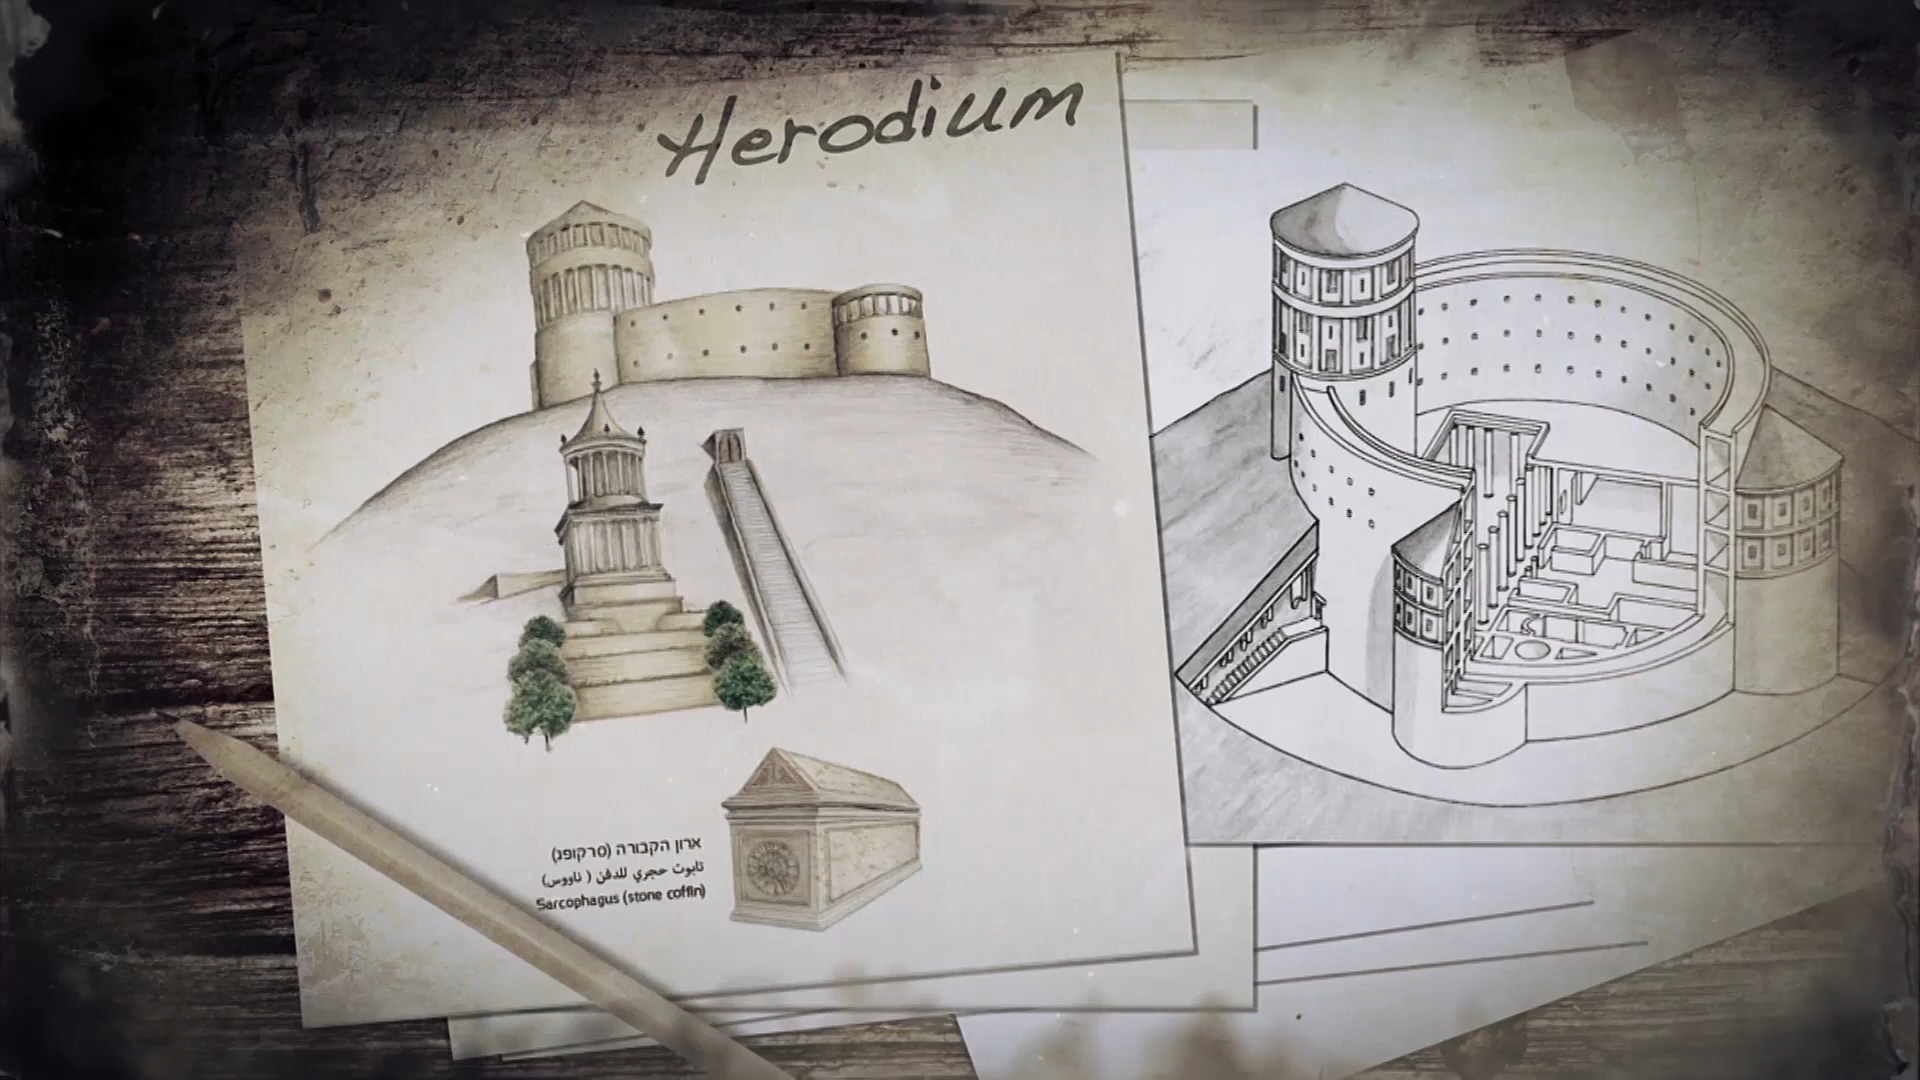 Herodium
ארון הקבורה (סרקופג)
تابوت حجري للدفن ( ناووس)
Sarcophagus (stone coffin)